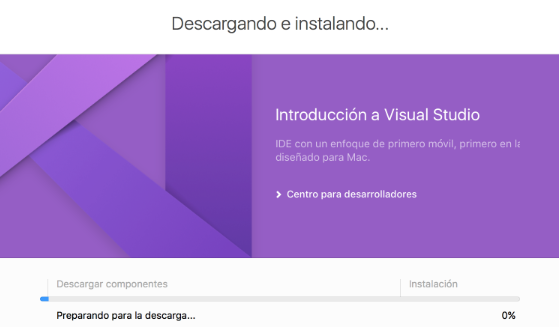 Descargando e instalando...
Introducción a Visual Studio
IDE con un enfoque de primero móvil, primero en la
diseñado para Mac.
Centro para desarrolladores
Descargar componentes
Instalación
Preparando para la descarga...
0%